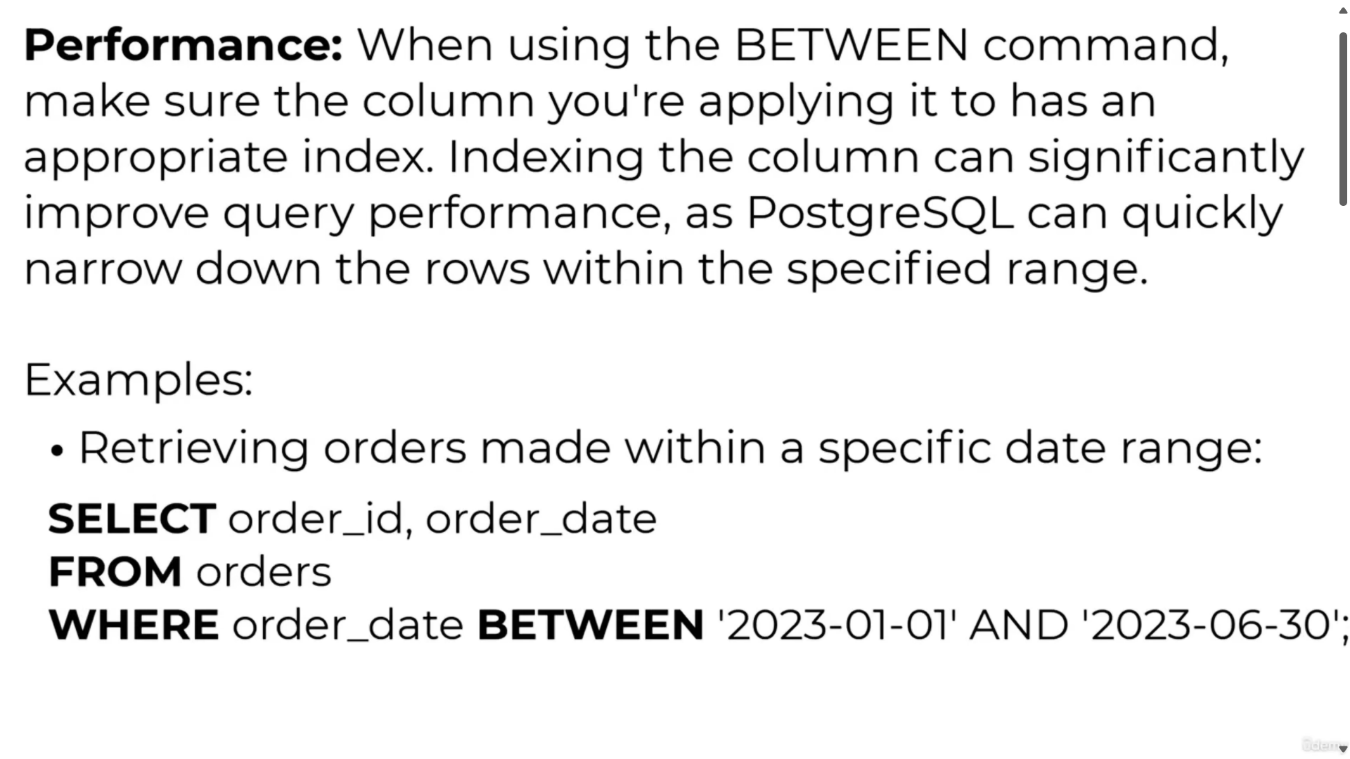 Performance: When using the BETWEEN command,
make sure the column you're applying it to has an
appropriate index. Indexing the column can significantly
improve query performance, as PostgreSQL can quickly
narrow down the rows within the specified range.
Examples:
• Retrieving orders made within a specific date range:
SELECT order_id, order_date
FROM orders
WHERE order_date BETWEEN '2023-01-01' AND '2023-06-30';
Udemy